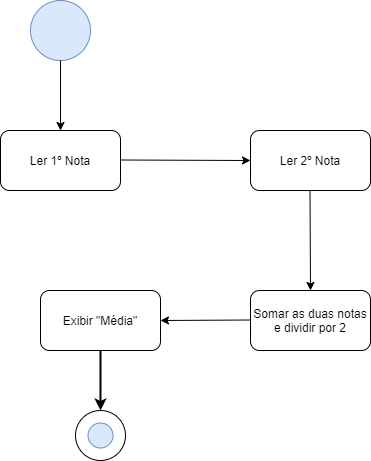 Ler 1º Nota
Ler 2º Nota
Somar as duas notas
e dividir por 2
Exibir "Média"